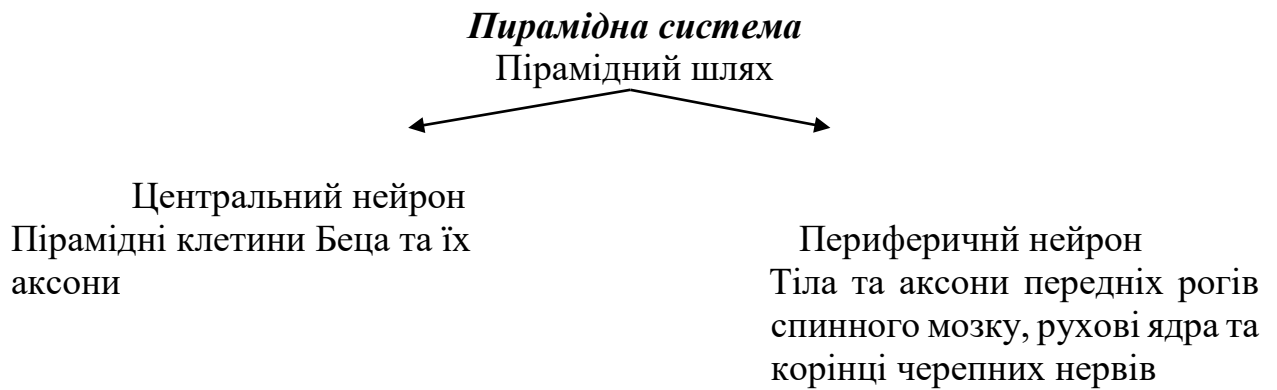 Пирамідна система
Пірамідний шлях
Центральний нейрон
Пірамідні клетини Беца та їх
аксони
Периферичнй нейрон
Тіла та аксони передніх рогів
спинного мозку, рухові ядра та
корінці черепних нервів